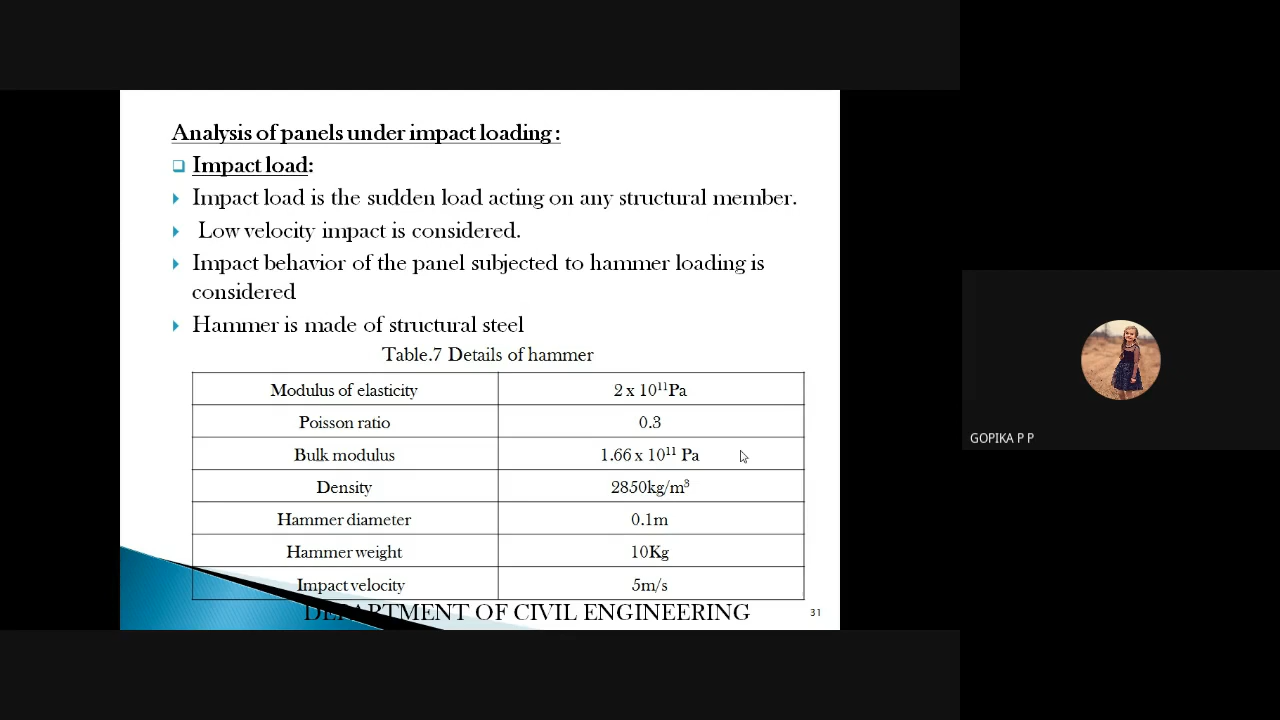 Analysis of panels under impact loading :
Impact load:
Impact load is the sudden load acting on any structural member.
Low velocity impact is considered.
Impact behavior of the panel subjected to hammer loading is
considered
Hammer is made of structural steel
Table.7 Details of hammer
Modulus of elasticity 2 x 10¹¹Pa
Poisson ratio 0.3
Bulk modulus 1.66 x 10¹¹ Pa
Density 2850kg/m³
Hammer diameter 0.1m
Hammer weight 10Kg
Impact velocity 5m/s
DEPARTMENT OF CIVIL ENGINEERING
31
GOPIKA P P